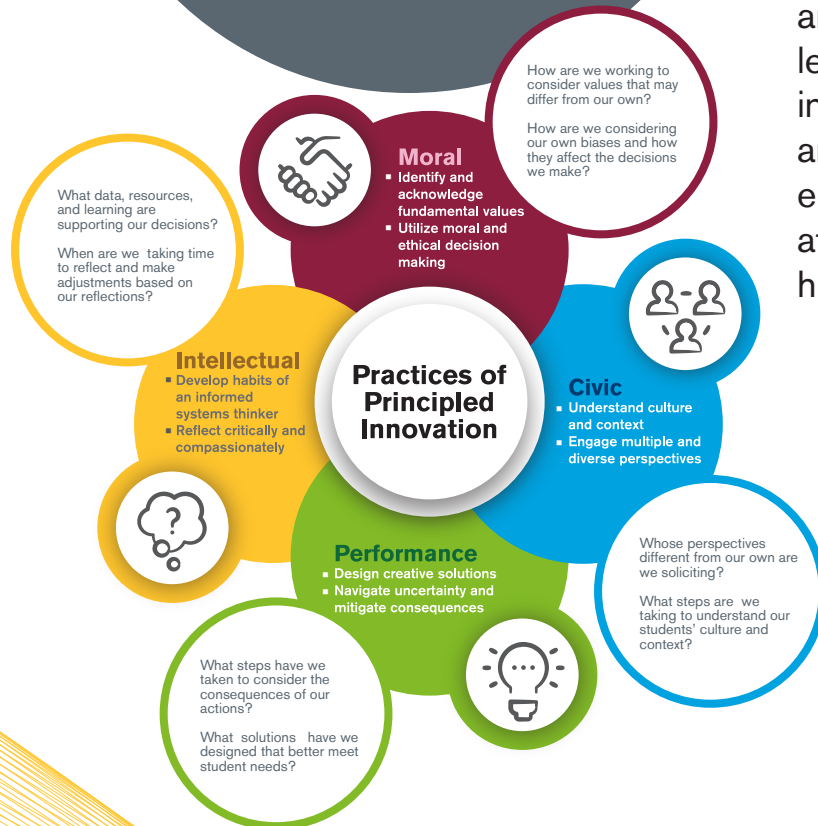 How are we working to
consider values that may
differ from our own?
How are we considering
our own biases and how
they affect the decisions
we make?
Moral
▪ Identify and
acknowledge
fundamental values
▪ Utilize moral and
ethical decision
making
What data, resources,
and learning are
supporting our decisions?
When are we taking time
to reflect and make
adjustments based on
our reflections?
Intellectual
▪ Develop habits of
an informed
systems thinker
▪ Reflect critically and
compassionately
?
Practices of
Principled
Innovation
Civic
▪ Understand culture
and context
▪ Engage multiple and
diverse perspectives
Whose perspectives
different from our own are
we soliciting?
What steps are we
taking to understand our
students' culture and
context?
Performance
▪ Design creative solutions
▪ Navigate uncertainty and
mitigate consequences
What steps have we
taken to consider the
consequences of our
actions?
What solutions have we
designed that better meet
student needs?